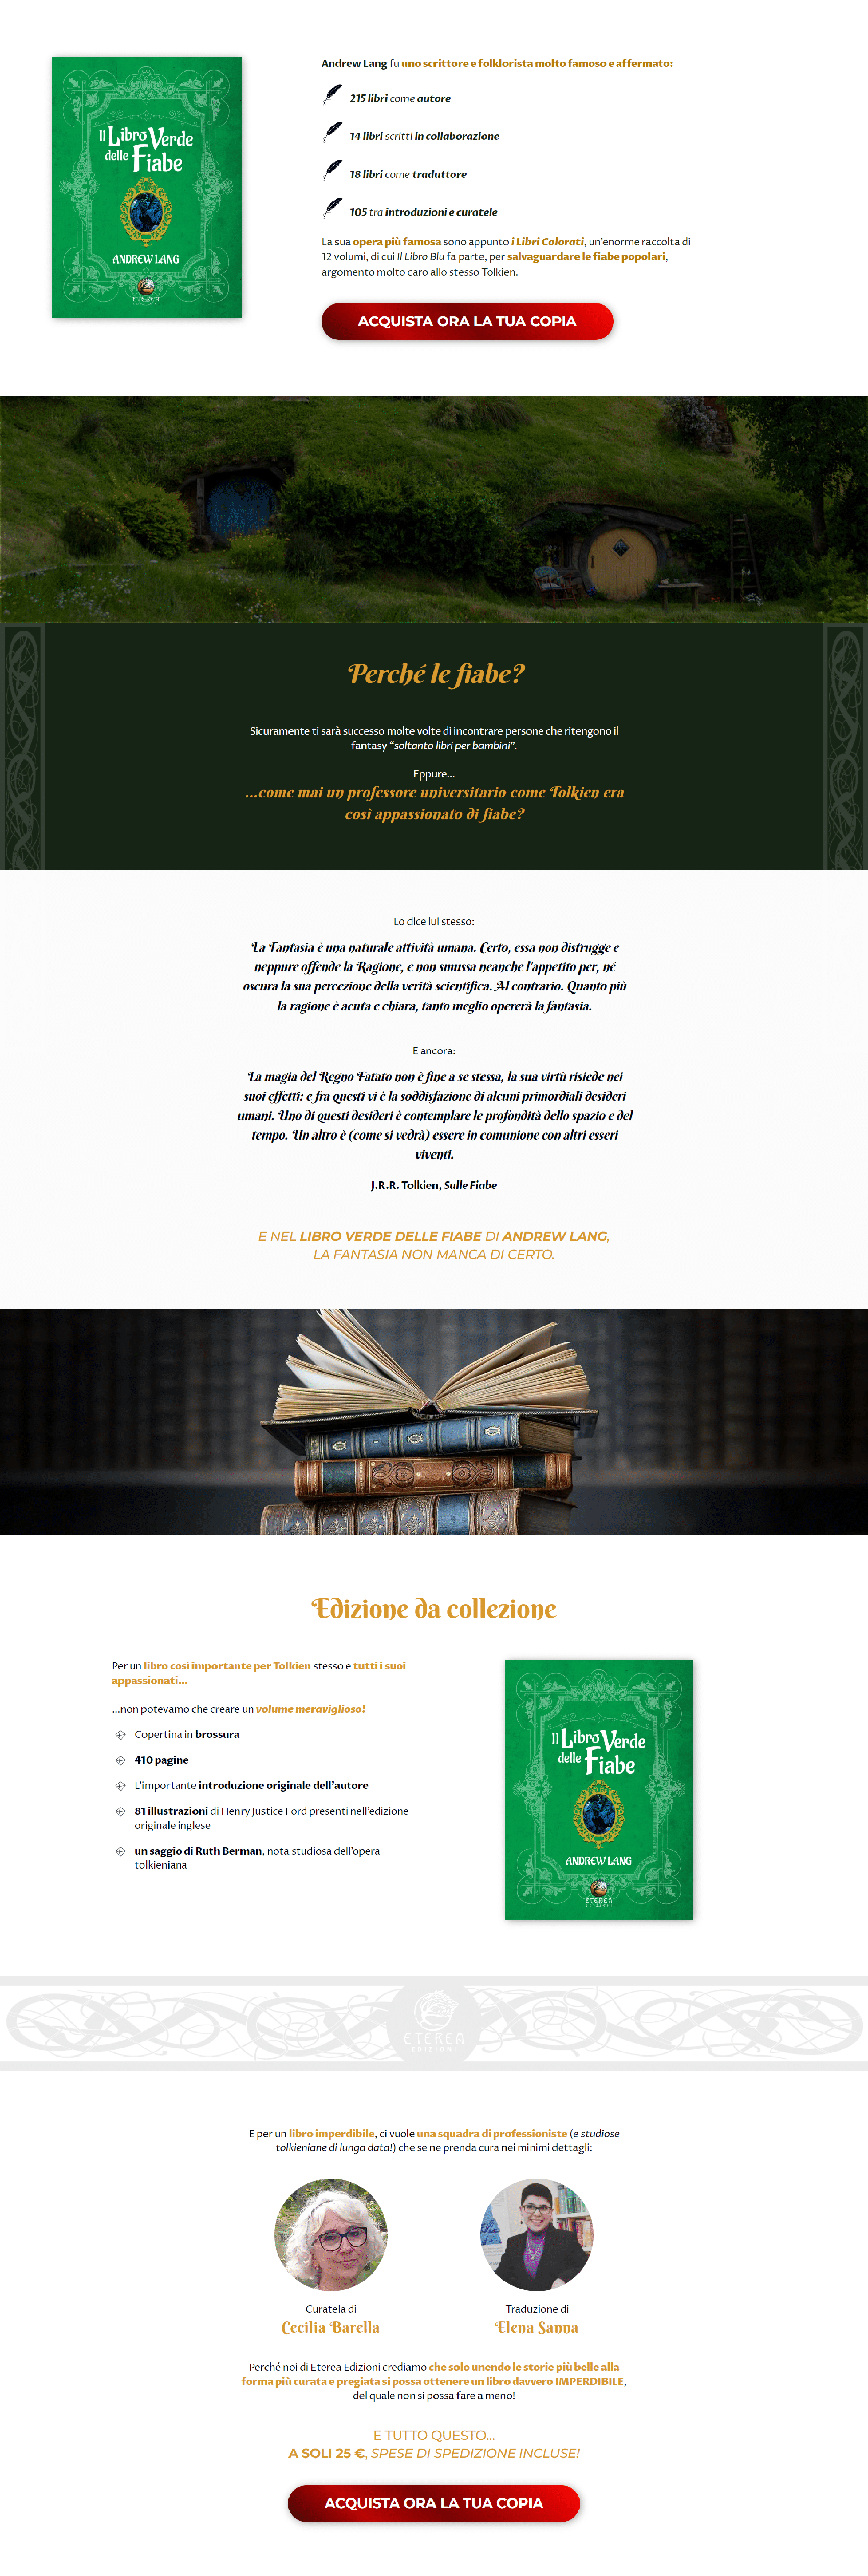 Il Libro Verde
delle Fiabe
ANDREW LANG
ETEREA
EDIZIONI
Andrew Lang fu uno scrittore e folklorista molto famoso e affermato:
215 libri come autore
14 libri scritti in collaborazione
18 libri come traduttore
105 tra introduzioni e curatele
La sua opera più famosa sono appunto i Libri Colorati, un'enorme raccolta di
12 volumi, di cui Il Libro Blu fa parte, per salvaguardare le fiabe popolari,
argomento molto caro allo stesso Tolkien.
ACQUISTA ORA LA TUA COPIA
Perché le fiabe?
Sicuramente ti sarà successo molte volte di incontrare persone che ritengono il
fantasy “soltanto libri per bambini”.
Eppure...
...come mai un professore universitario come Tolkien era
così appassionato di fiabe?
Lo dice lui stesso:
La Fantasia è una naturale attività umana. Certo, essa non distrugge e
neppure offende la Ragione, e non smussa neanche l'appetito per, né
oscura la sua percezione della verità scientifica. Al contrario. Quanto più
la ragione è acuta e chiara, tanto meglio opererà la fantasia.
E ancora:
La magia del Regno Fatato non è fine a se stessa, la sua virtù risiede nei
suoi effetti: e fra questi vi è la soddisfazione di alcuni primordiali desideri
umani. Uno di questi desideri è contemplare le profondità dello spazio e del
tempo. Un altro è (come si vedrà) essere in comunione con altri esseri
viventi.
J.R.R. Tolkien, Sulle Fiabe
E NEL LIBRO VERDE DELLE FIABE DI ANDREW LANG,
LA FANTASIA NON MANCA DI CERTO.
Edizione da collezione
Per un libro così importante per Tolkien stesso e tutti i suoi
appassionati...
...non potevamo che creare un volume meraviglioso!
Copertina in brossura
410 pagine
L'importante introduzione originale dell'autore
81 illustrazioni di Henry Justice Ford presenti nell'edizione
originale inglese
un saggio di Ruth Berman, nota studiosa dell'opera
tolkieniana
Il Libro Verde
delle Fiabe
ANDREW LANG
ETEREA
EDIZIONI
ETEREA
EDIZIONI
E per un libro imperdibile, ci vuole una squadra di professioniste (e studiose
tolkieniane di lunga data!) che se ne prenda cura nei minimi dettagli:
Curatela di
Cecilia Barella
Traduzione di
Elena Sanna
Perché noi di Eterea Edizioni crediamo che solo unendo le storie più belle alla
forma più curata e pregiata si possa ottenere un libro davvero IMPERDIBILE,
del quale non si possa fare a meno!
E TUTTO QUESTO...
A SOLI 25 €, SPESE DI SPEDIZIONE INCLUSE!
ACQUISTA ORA LA TUA COPIA